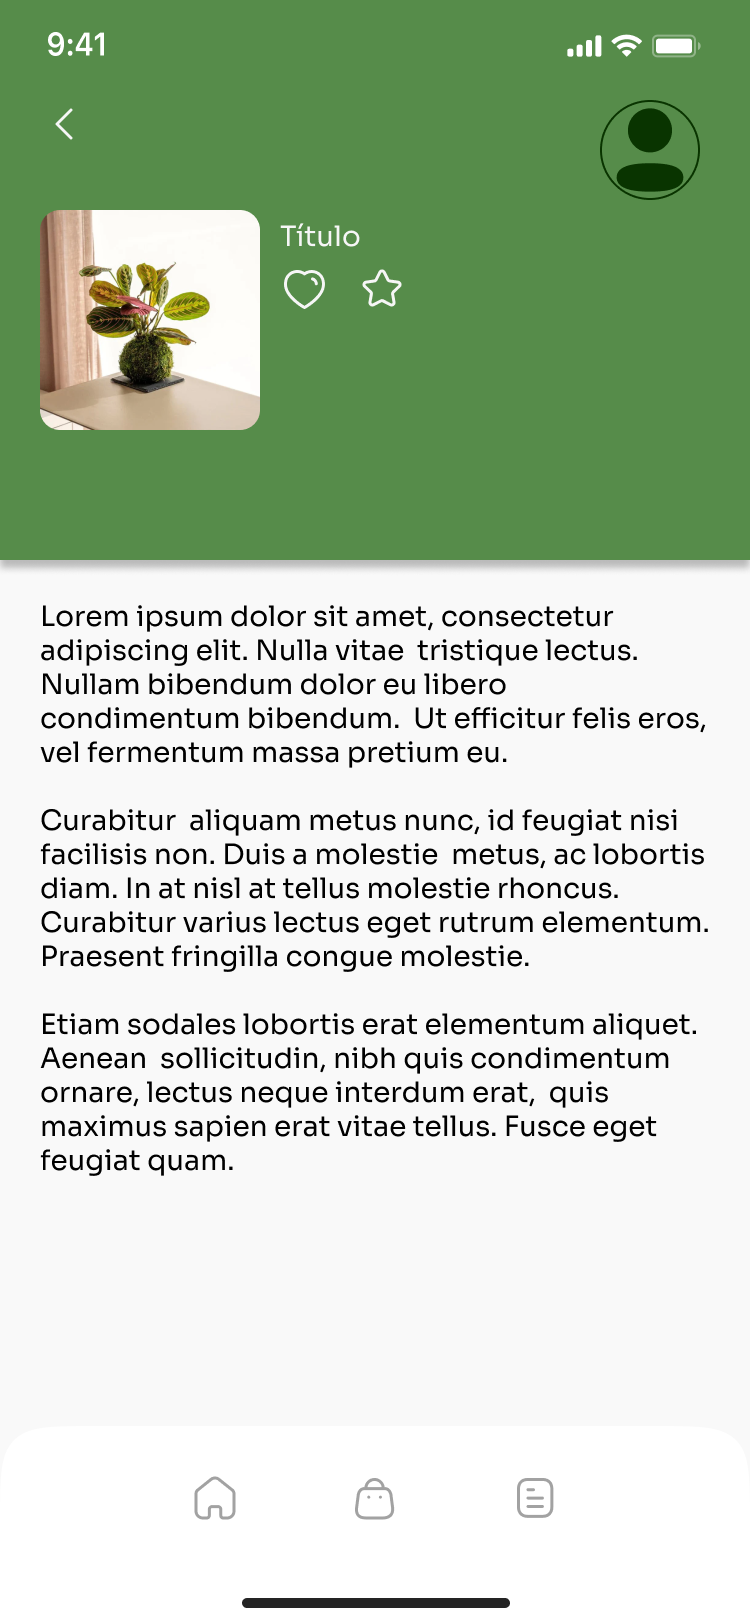 9:41
Título
Lorem ipsum dolor sit amet, consectetur
adipiscing elit. Nulla vitae  tristique lectus.
Nullam bibendum dolor eu libero
condimentum bibendum.  Ut efficitur felis eros,
vel fermentum massa pretium eu.
Curabitur  aliquam metus nunc, id feugiat nisi
facilisis non. Duis a molestie  metus, ac lobortis
diam. In at nisl at tellus molestie rhoncus.
Curabitur varius lectus eget rutrum elementum.
Praesent fringilla congue molestie.
Etiam sodales lobortis erat elementum aliquet.
Aenean  sollicitudin, nibh quis condimentum
ornare, lectus neque interdum erat,  quis
maximus sapien erat vitae tellus. Fusce eget
feugiat quam.